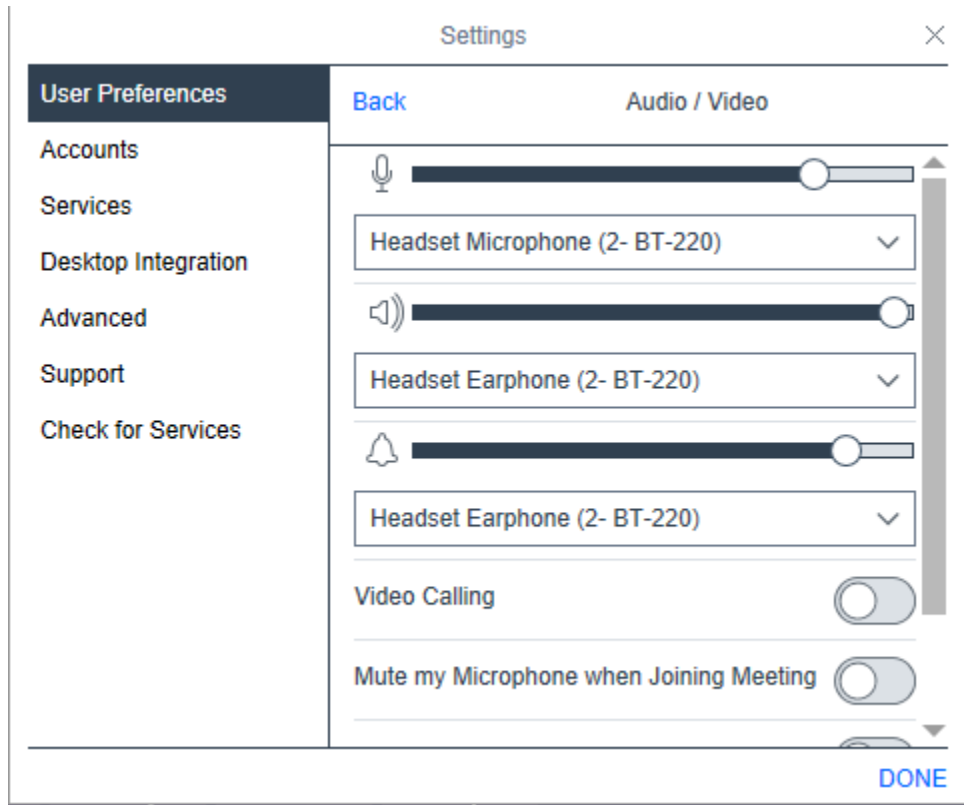 Settings
User Preferences
Accounts
Services
Desktop Integration
Advanced
Support
Check for Services
Back
Audio / Video
Headset Microphone (2- BT-220)
Headset Earphone (2- BT-220)
Headset Earphone (2- BT-220)
Video Calling
Mute my Microphone when Joining Meeting
DONE